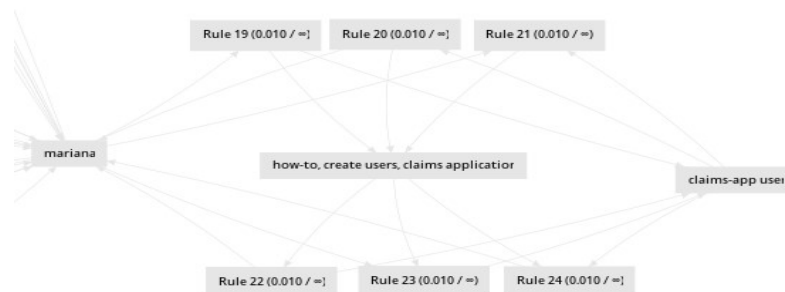 Rule 19 (0.010 / ∞)
Rule 20 (0.010 / ∞)
Rule 21 (0.010 / ∞)
mariana
how-to, create users, claims application
claims-app user
Rule 22 (0.010 / ∞)
Rule 23 (0.010 / ∞)
Rule 24 (0.010 / ∞)